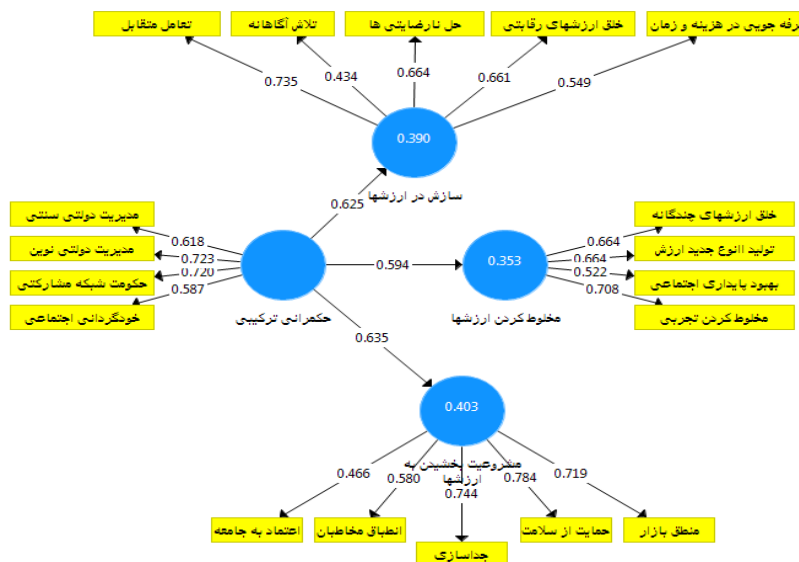 تعامل متقابل
تلاش آگاهانه
حل نارضایتی ها
خلق ارزشهای رقابتی
رفه جویی در هزینه و زمان
0.735
0.434
0.664
0.661
0.549
0.390
سازش در ارزشها
0.625
مدیریت دولتی سنتی
مدیریت دولتی نوین
حکومت شبکه مشارکتی
خودگردانی اجتماعی
0.618
0.723
0.720
0.587
حکمرانی ترکیبی
0.594
0.353
مخلوط کردن ارزشها
خلق ارزشهای چندگانه
تولید اانوع جدید ارزش
بهبود پایداری اجتماعی
مخلوط کردن تجربی
0.664
0.664
0.522
0.708
0.635
0.403
مشروعیت بخشیدن به
ارزشها
0.466
0.580
0.744
0.784
0.719
اعتماد به جامعه
انطباق مخاطبان
جداسازی
حمایت از سلامت
منطق بازار